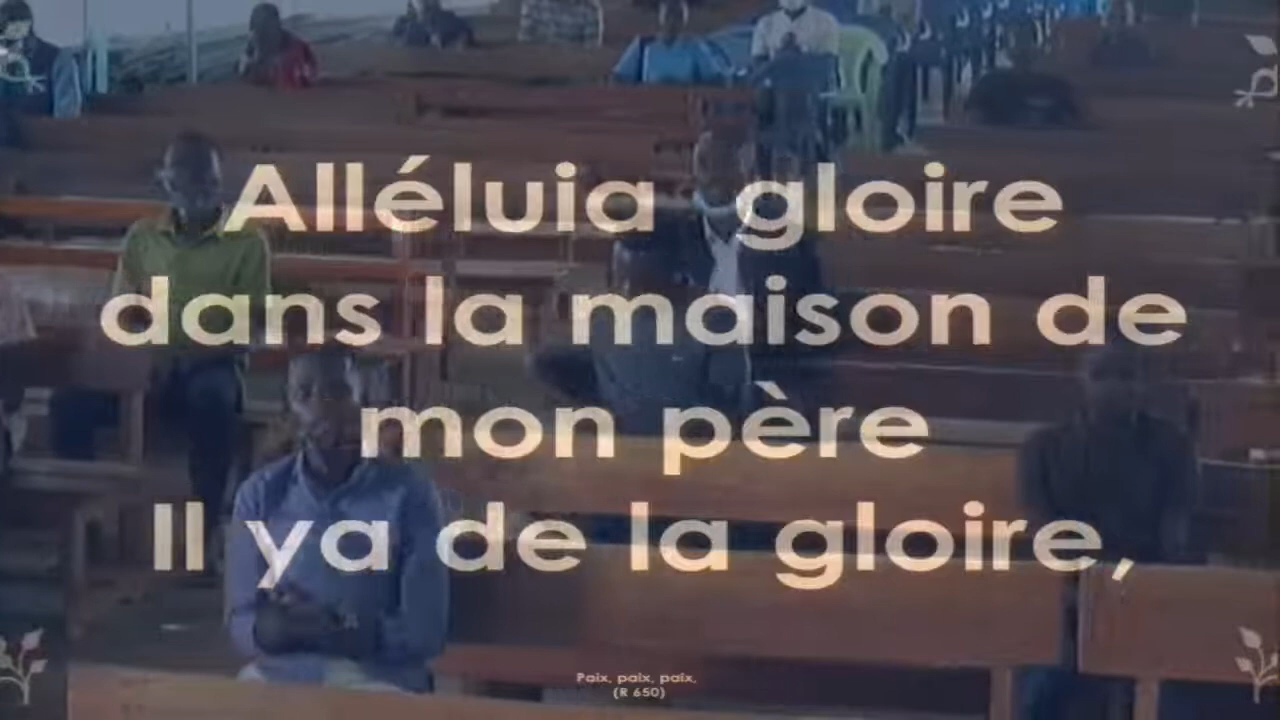 Alléluia gloire
dans la maison de
mon père
Il ya de la gloire,
Paix, paix, paix,
(R 650)